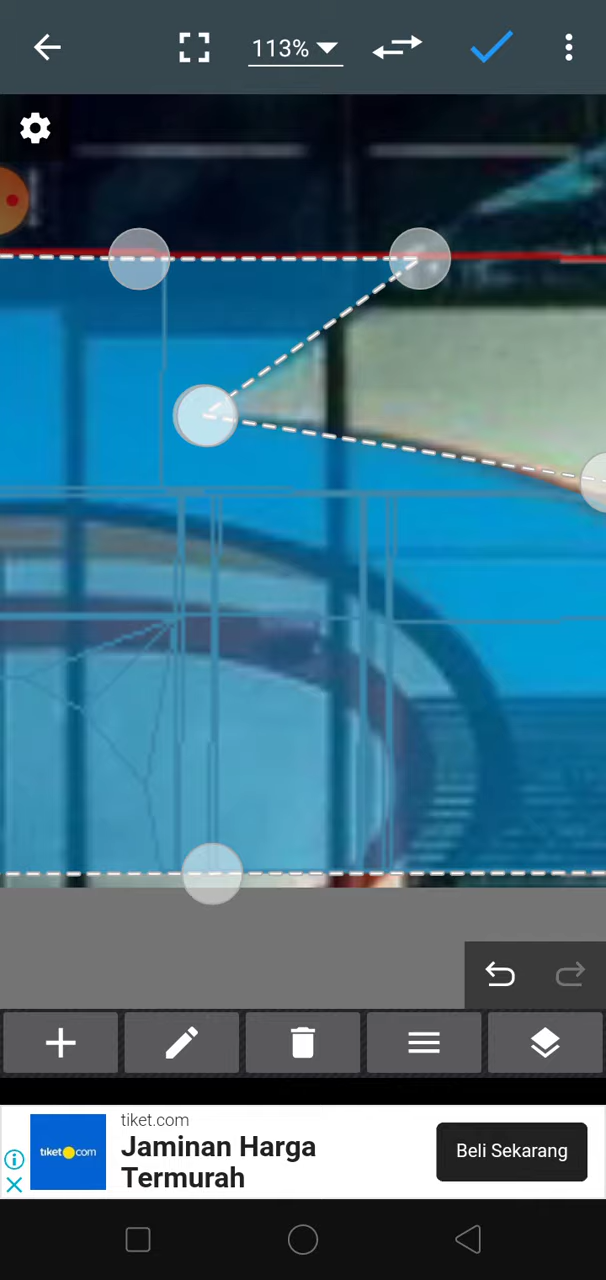 113%
tiket.com
tiket com
Jaminan Harga
Termurah
Beli Sekarang